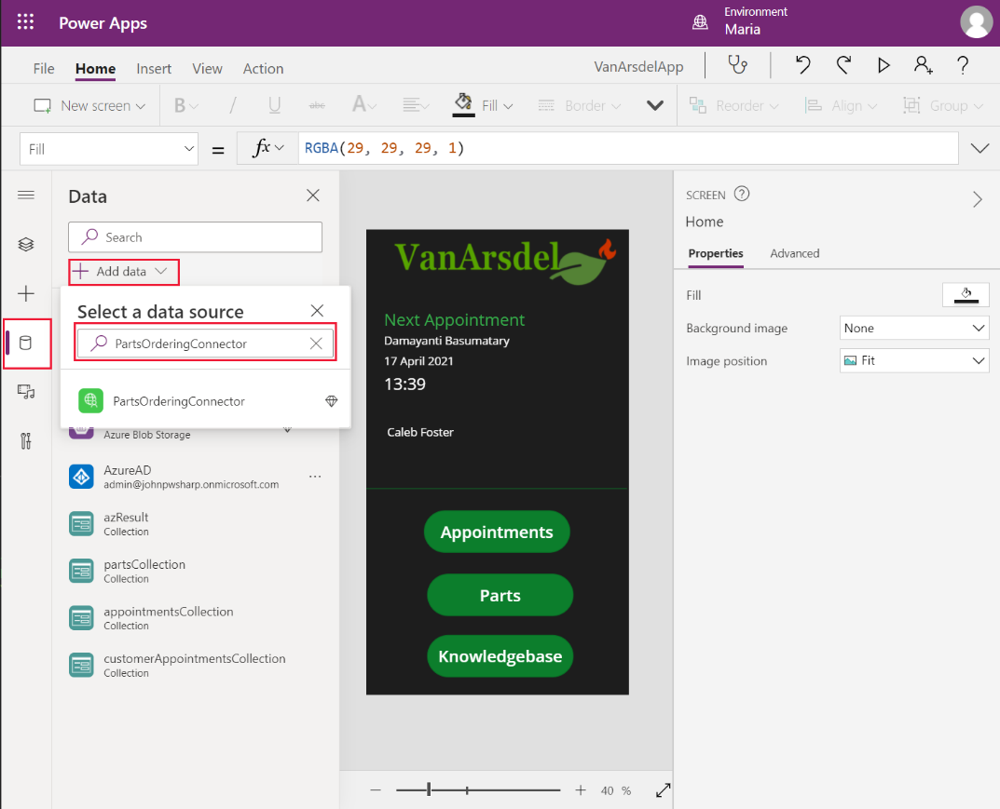 Power Apps
Environment
Maria
File Home Insert View Action
VanArsdelApp
New screen
B
U
abc
A
Fill
Border
Reorder
Align
Group
Fill
=
fx
RGBA(29, 29, 29, 1)
Data
Search
Add data
Select a data source
PartsOrderingConnector
PartsOrderingConnector
Azure Blob Storage
AzureAD
admin@johnpwsharp.onmicrosoft.com
azResult
Collection
partsCollection
Collection
appointmentsCollection
Collection
customerAppointmentsCollection
Collection
VanArsdel
Next Appointment
Damayanti Basumatary
17 April 2021
13:39
Caleb Foster
Appointments
Parts
Knowledgebase
40 %
SCREEN
Home
Properties Advanced
Fill
Background image None
Image position Fit